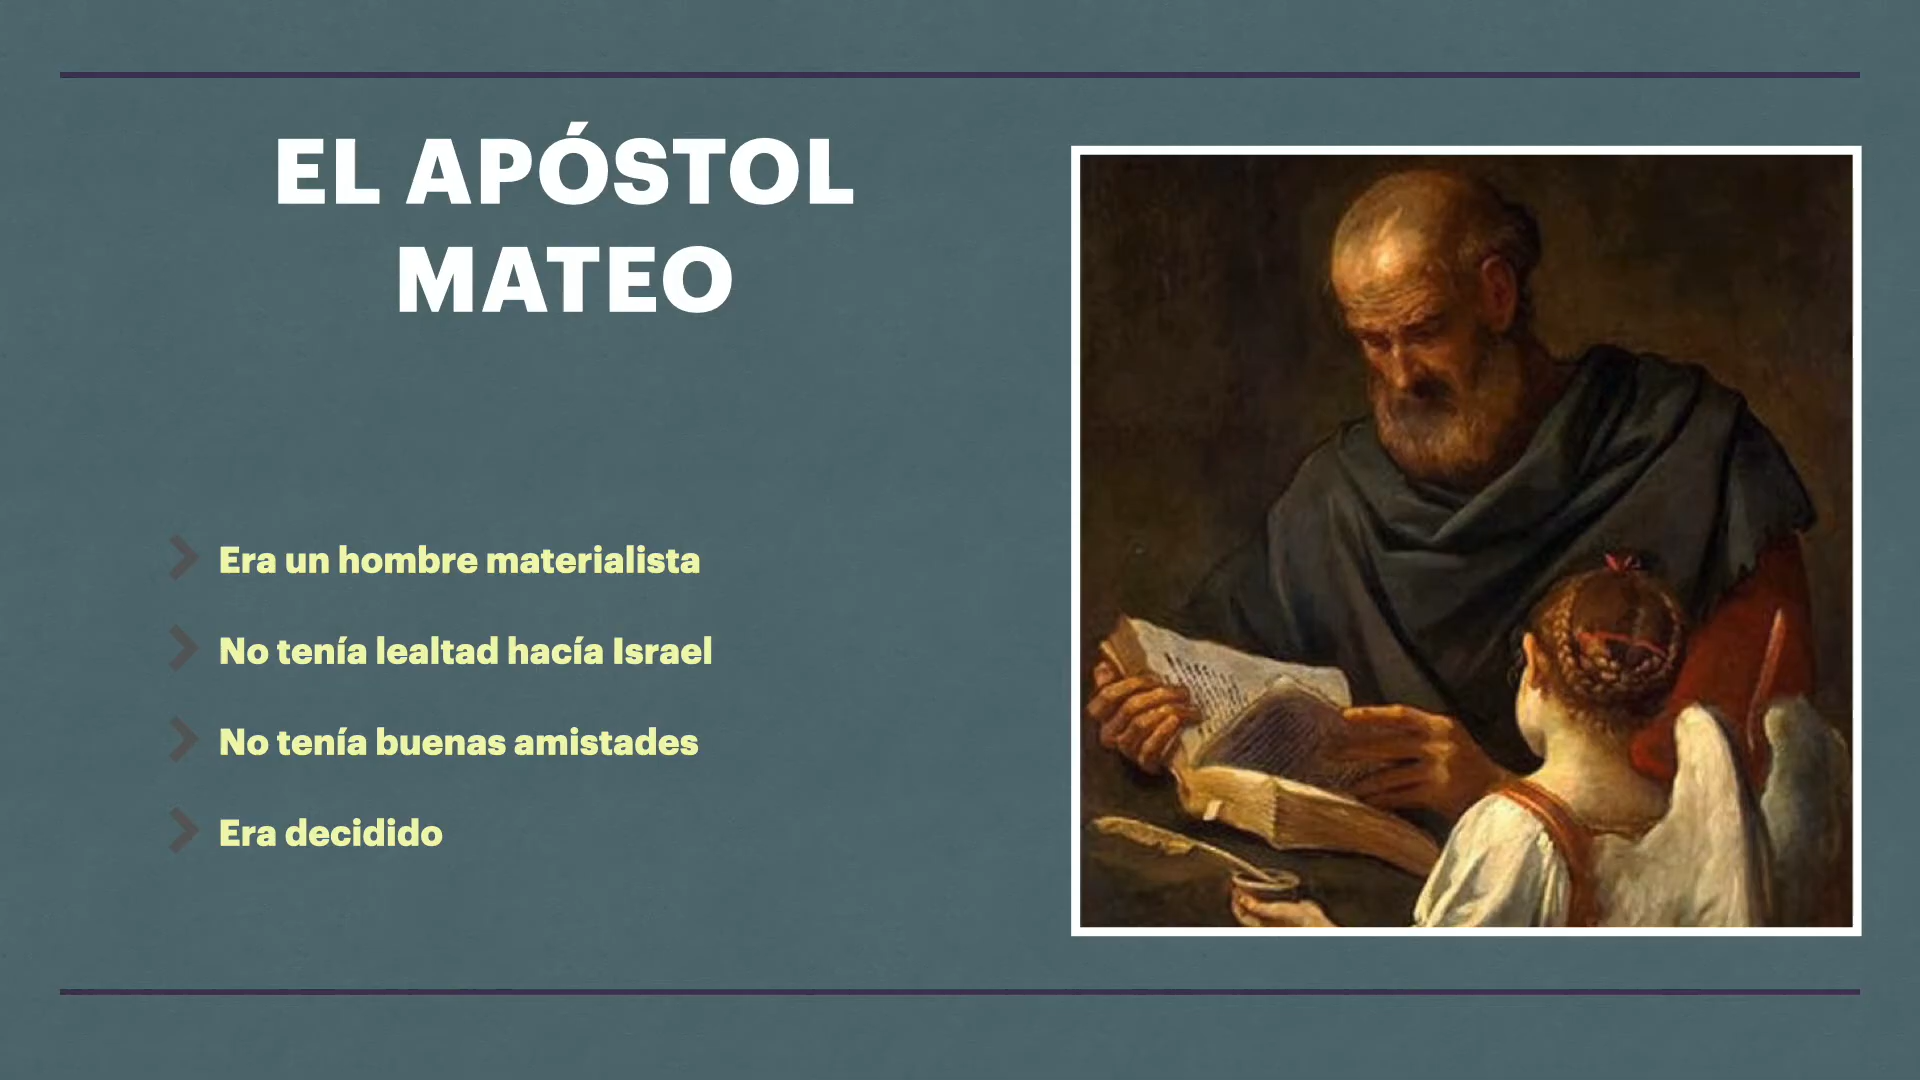 EL APÓSTOL
MATEO
Era un hombre materialista
No tenía lealtad hacía Israel
No tenía buenas amistades
Era decidido